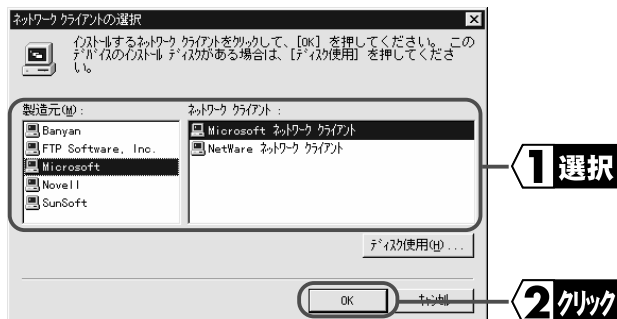 ネットワーク クライアントの選択
インストールするネットワーク クライアントをクリックして、[OK] を押してください。 この
デバイスのインストール ディスクがある場合は、[ディスク使用] を押してくださ
い。
製造元(M) :
Banyan
FTP Software, Inc.
Microsoft
Novell
SunSoft
ネットワーク クライアント :
Microsoft ネットワーク クライアント
NetWare ネットワーク クライアント
1 選択
ディスク使用(H)...
OK
キャンセル
2 クリック